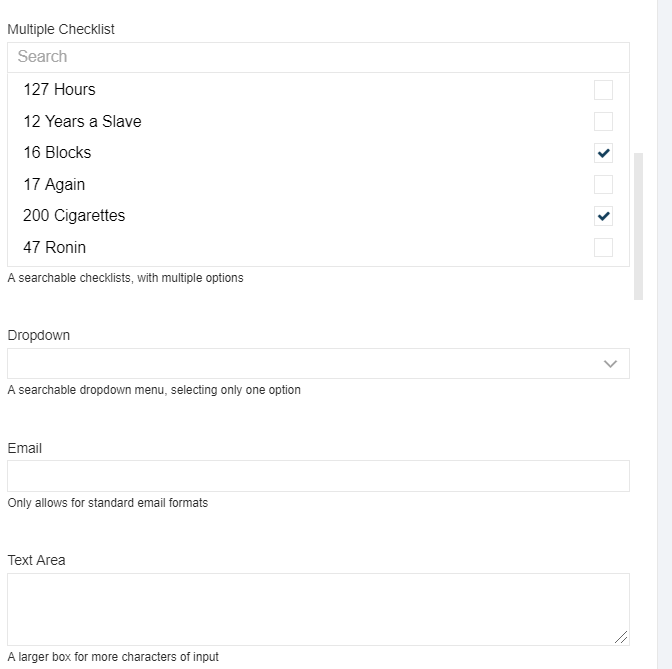 Multiple Checklist
Search
127 Hours
12 Years a Slave
16 Blocks
17 Again
200 Cigarettes
47 Ronin
A searchable checklists, with multiple options
Dropdown
A searchable dropdown menu, selecting only one option
Email
Only allows for standard email formats
Text Area
A larger box for more characters of input